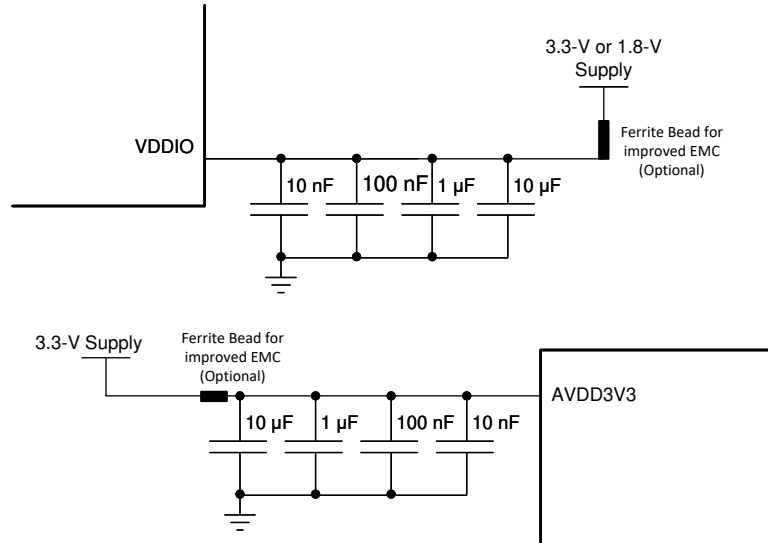 3.3-V or 1.8-V
Supply
VDDIO
Ferrite Bead for
improved EMC
(Optional)
10 nF
100 nF
1 µF
10 µF
3.3-V Supply
Ferrite Bead for
improved EMC
(Optional)
AVDD3V3
10 µF
1 µF
100 nF
10 nF